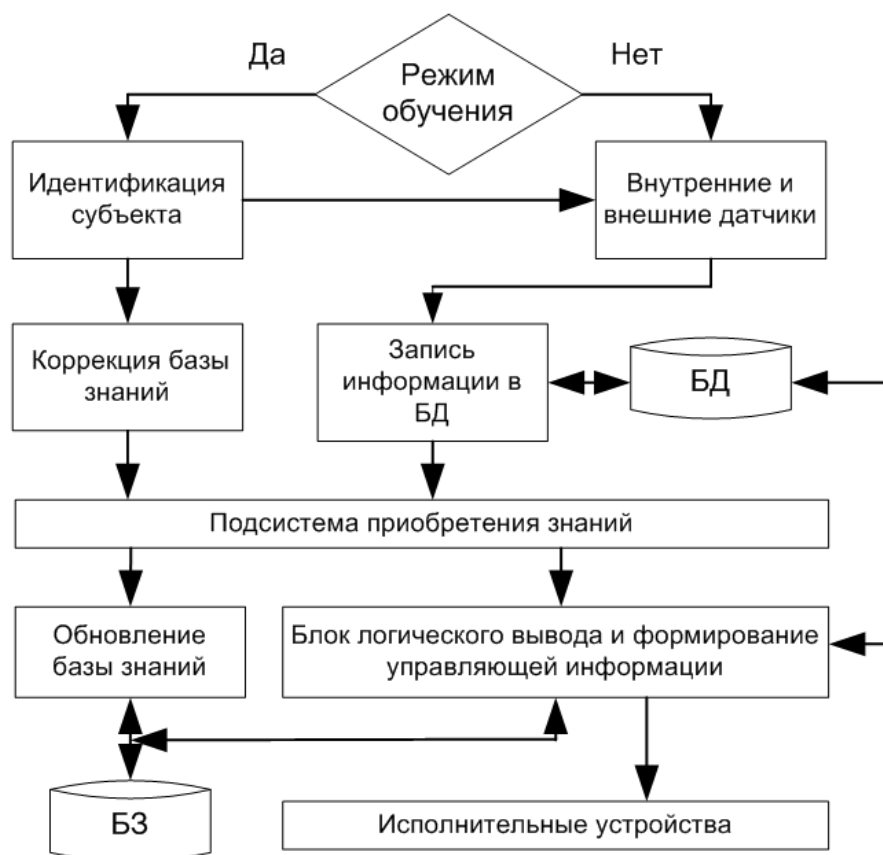 Да
Режим
обучения
Нет
Идентификация
субъекта
Внутренние и
внешние датчики
Коррекция базы
знаний
Запись
информации в
БД
БД
Подсистема приобретения знаний
Обновление
базы знаний
Блок логического вывода и формирование
управляющей информации
БЗ
Исполнительные устройства